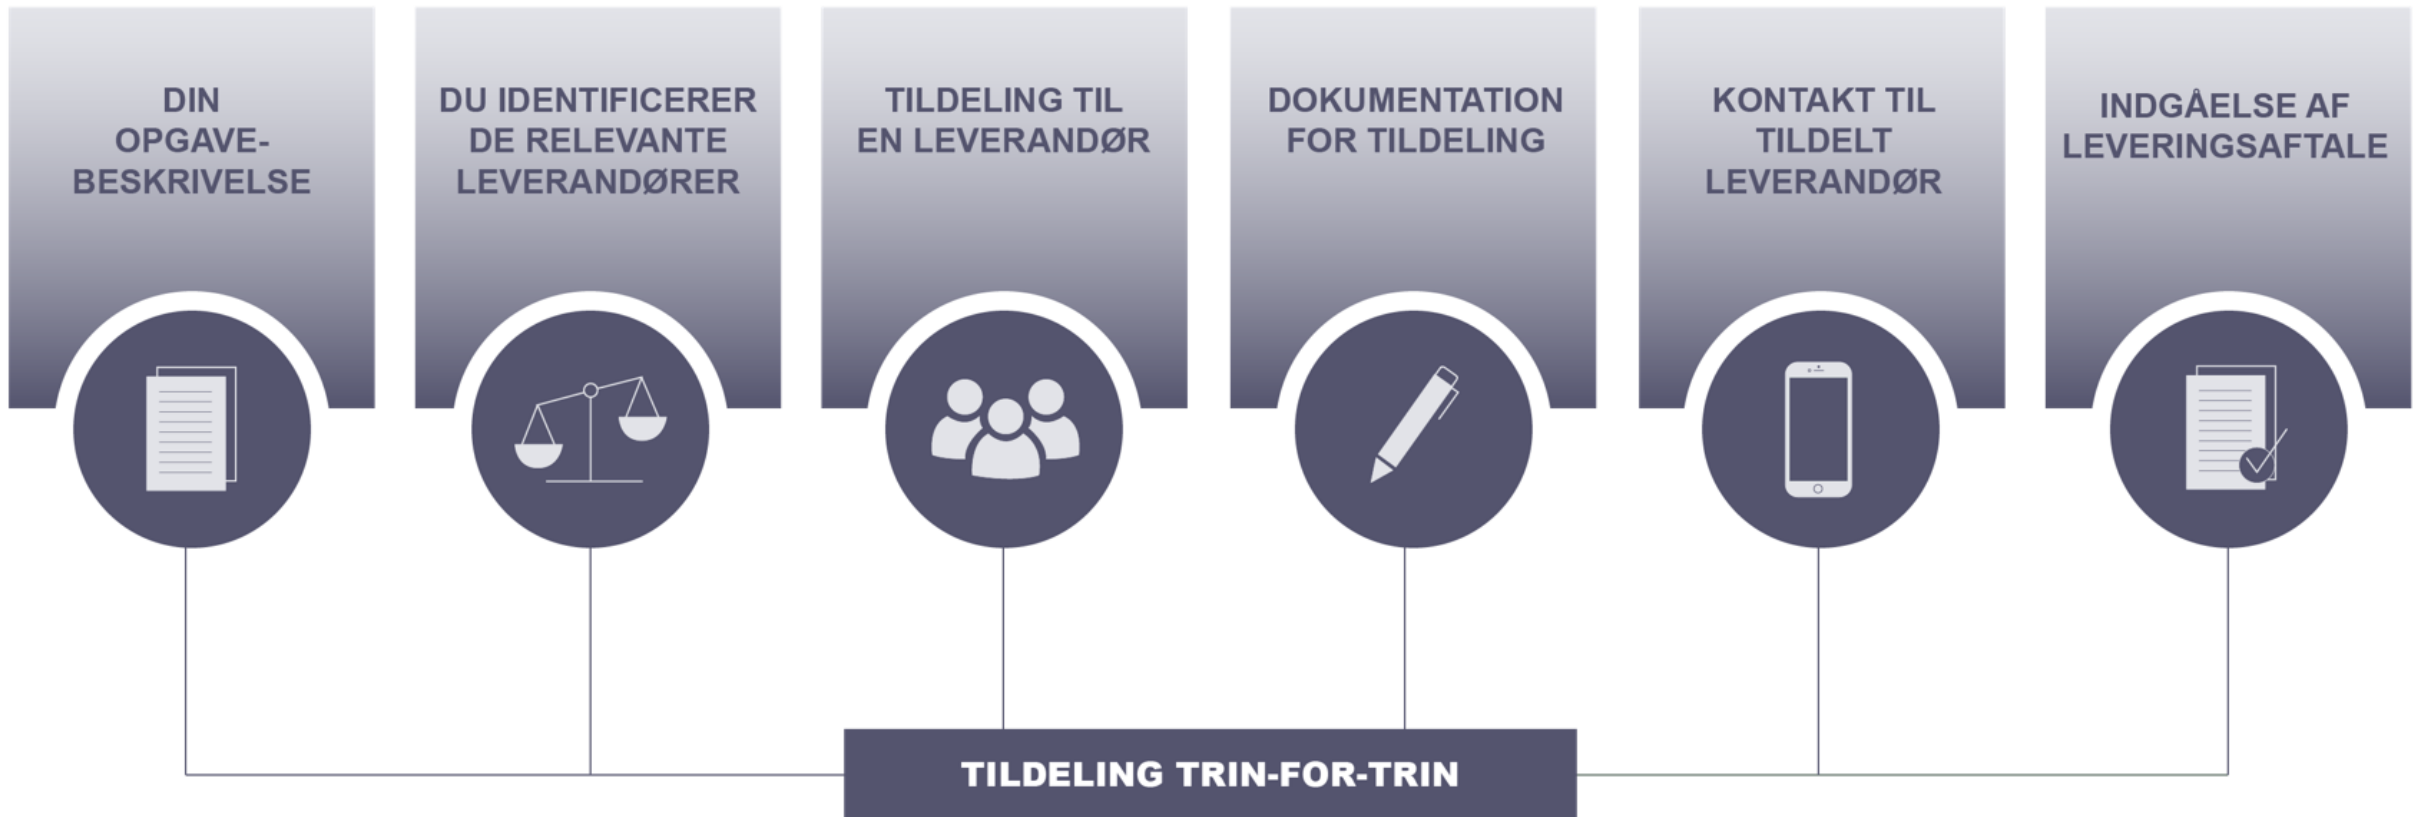 DIN
OPGAVE-
BESKRIVELSE
DU IDENTIFICERER
DE RELEVANTE
LEVERANDØRER
TILDELING TIL
EN LEVERANDØR
DOKUMENTATION
FOR TILDELING
KONTAKT TIL
TILDELT
LEVERANDØR
INDGÅELSE AF
LEVERINGSAFTALE
TILDELING TRIN-FOR-TRIN